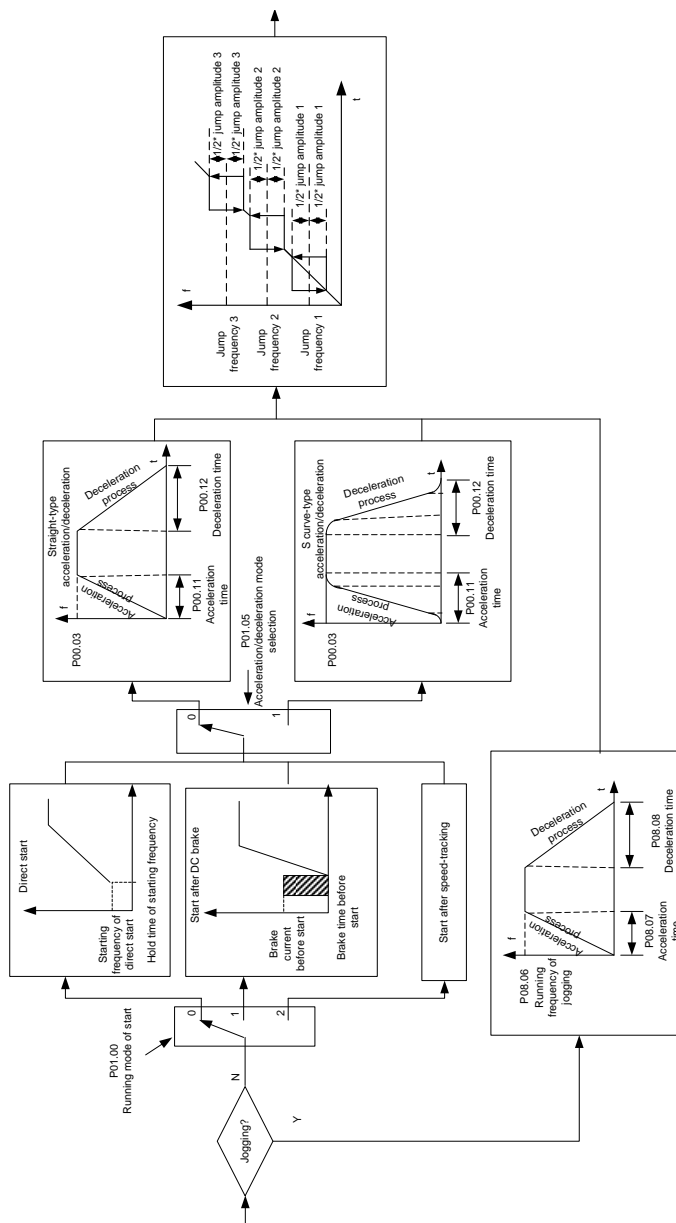 Jogging?
N
Y
P01.00
Running mode of start
0
1
2
Direct start
Starting
frequency of
direct start
Hold time of starting frequency
Start after DC brake
Brake
current
before start
Brake time before
start
Start after speed-tracking
P08.06
Running
frequency of
jogging
f
Acceleration
process
Deceleration
process
t
P08.07
Acceleration
time
P08.08
Deceleration time
0
1
P01.05
Acceleration/deceleration mode
selection
Straight-type
acceleration/deceleration
P00.03
f
Acceleration
process
Deceleration
process
t
P00.11
Acceleration
time
P00.12
Deceleration time
S curve-type
acceleration/deceleration
P00.03
f
Acceleration
process
Deceleration
process
t
P00.11
Acceleration
time
P00.12
Deceleration time
f
Jump
frequency 3
Jump
frequency 2
Jump
frequency 1
1/2* jump amplitude 3
1/2* jump amplitude 3
1/2* jump amplitude 2
1/2* jump amplitude 2
1/2* jump amplitude 1
1/2* jump amplitude 1
t